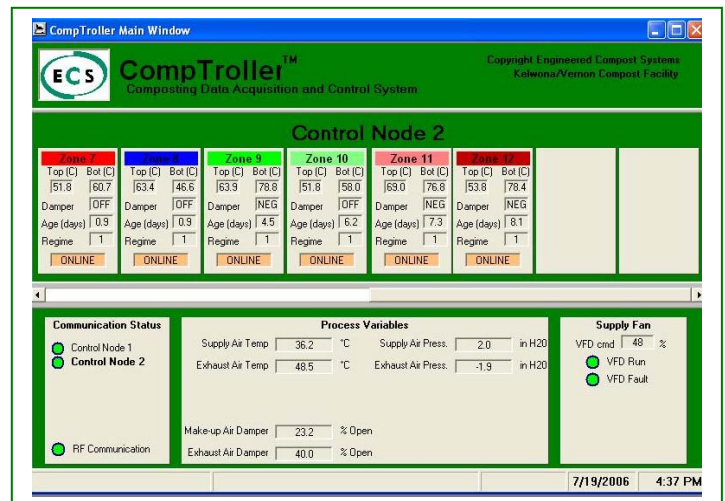 CompTroller Main Window
ECS
CompTroller™
Composting Data Acquisition and Control System
Copyright Engineered Compost Systems
Kelwona/Vernon Compost Facility
Control Node 2
Zone 7 Zone 8 Zone 9 Zone 10 Zone 11 Zone 12
Top (C) Bot (C) Top (C) Bot (C) Top (C) Bot (C) Top (C) Bot (C) Top (C) Bot (C) Top (C) Bot (C)
51.8 60.7 63.4 46.6 63.9 78.8 51.8 58.0 69.0 76.8 53.8 78.4
Damper OFF Damper OFF Damper NEG Damper OFF Damper NEG Damper NEG
Age (days) 0.9 Age (days) 0.9 Age (days) 4.5 Age (days) 6.2 Age (days) 7.3 Age (days) 8.1
Regime 1 Regime 1 Regime 1 Regime 1 Regime 1 Regime 1
ONLINE ONLINE ONLINE ONLINE ONLINE ONLINE
Communication Status
Control Node 1
Control Node 2
RF Communication
Process Variables
Supply Air Temp 36.2 °C Supply Air Press. 2.0 in H20
Exhaust Air Temp 48.5 °C Exhaust Air Press. -1.9 in H20
Make-up Air Damper 23.2 % Open
Exhaust Air Damper 40.0 % Open
Supply Fan
VFD cmd 48 %
VFD Run
VFD Fault
7/19/2006 4:37 PM